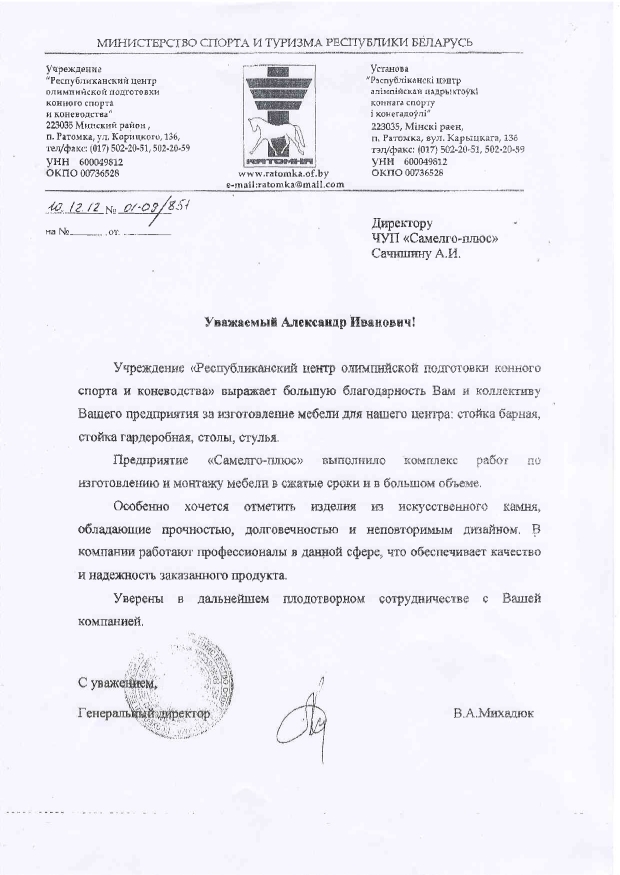 МИНИСТЕРСТВО СПОРТА И ТУРИЗМА РЕСПУБЛИКИ БЕЛАРУСЬ
Учреждение
"Республиканский центр
олимпийской подготовки
конного спорта
и коневодства"
223035 Минский район ,
п. Ратомка, ул. Корицкого, 136,
тел/факс: (017) 502-20-51, 502-20-59
УНН 600049812
ОКПО 00736528
РАТОМКА
www.ratomka.of.by
e-mail:ratomka@mail.com
Установа
"Рэспубліканскі цэнтр
алімпійскай падрыхтоўкі
коннага спорту
і конегадоўлі"
223035, Мінскі раён,
п. Ратомка, вул. Карыцкага, 136
тэл/факс: (017) 502-20-51, 502-20-59
УНН 600049812
ОКПО 00736528
10.12.12 № 01-09/851
на № от
Директору
ЧУП «Самелго-плюс»
Сачишину А.И.
Уважаемый Александр Иванович!
Учреждение «Республиканский центр олимпийской подготовки конного
спорта и коневодства» выражает большую благодарность Вам и коллективу
Вашего предприятия за изготовление мебели для нашего центра: стойка барная,
стойка гардеробная, столы, стулья.
Предприятие «Самелго-плюс» выполнило комплекс работ по
изготовлению и монтажу мебели в сжатые сроки и в большом объеме.
Особенно хочется отметить изделия из искусственного камня,
обладающие прочностью, долговечностью и неповторимым дизайном. В
компании работают профессионалы в данной сфере, что обеспечивает качество
и надежность заказанного продукта.
Уверены в дальнейшем плодотворном сотрудничестве с Вашей
компанией.
С уважением,
Генеральный директор
В.А.Михадюк